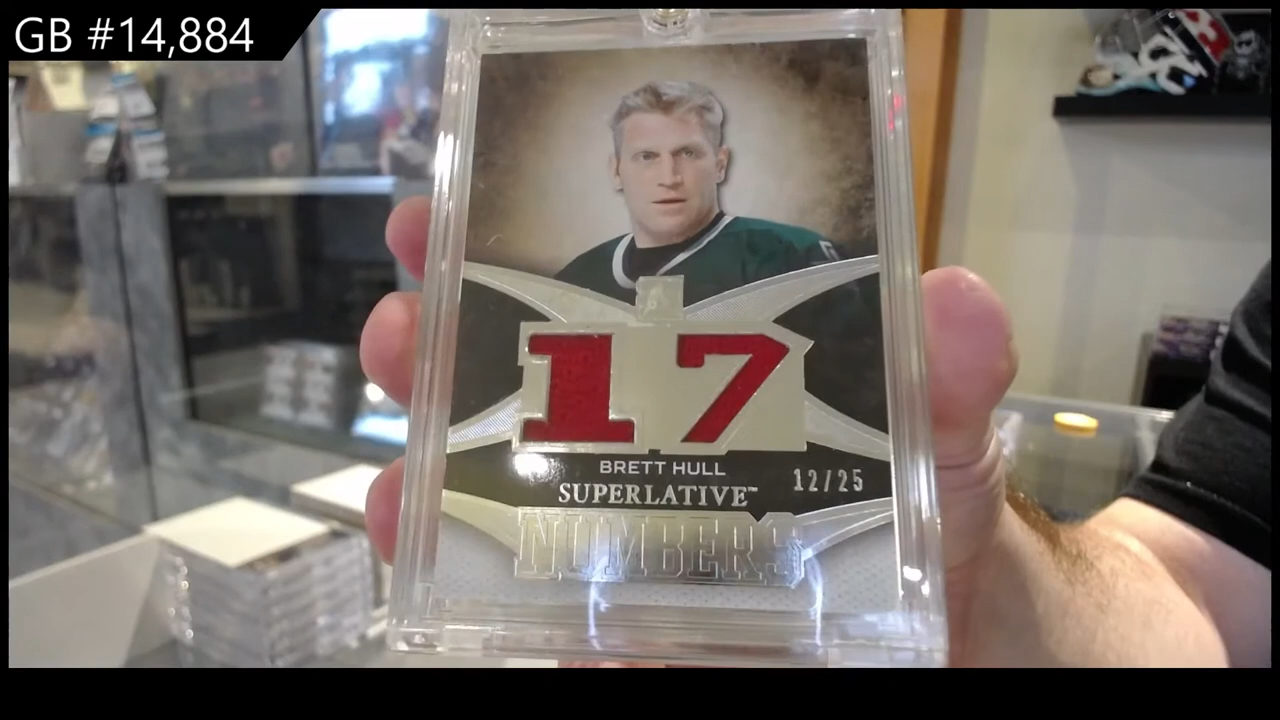 GB #14,884
17
BRETT HULL
SUPERLATIVE™
12/25
NUMBERS